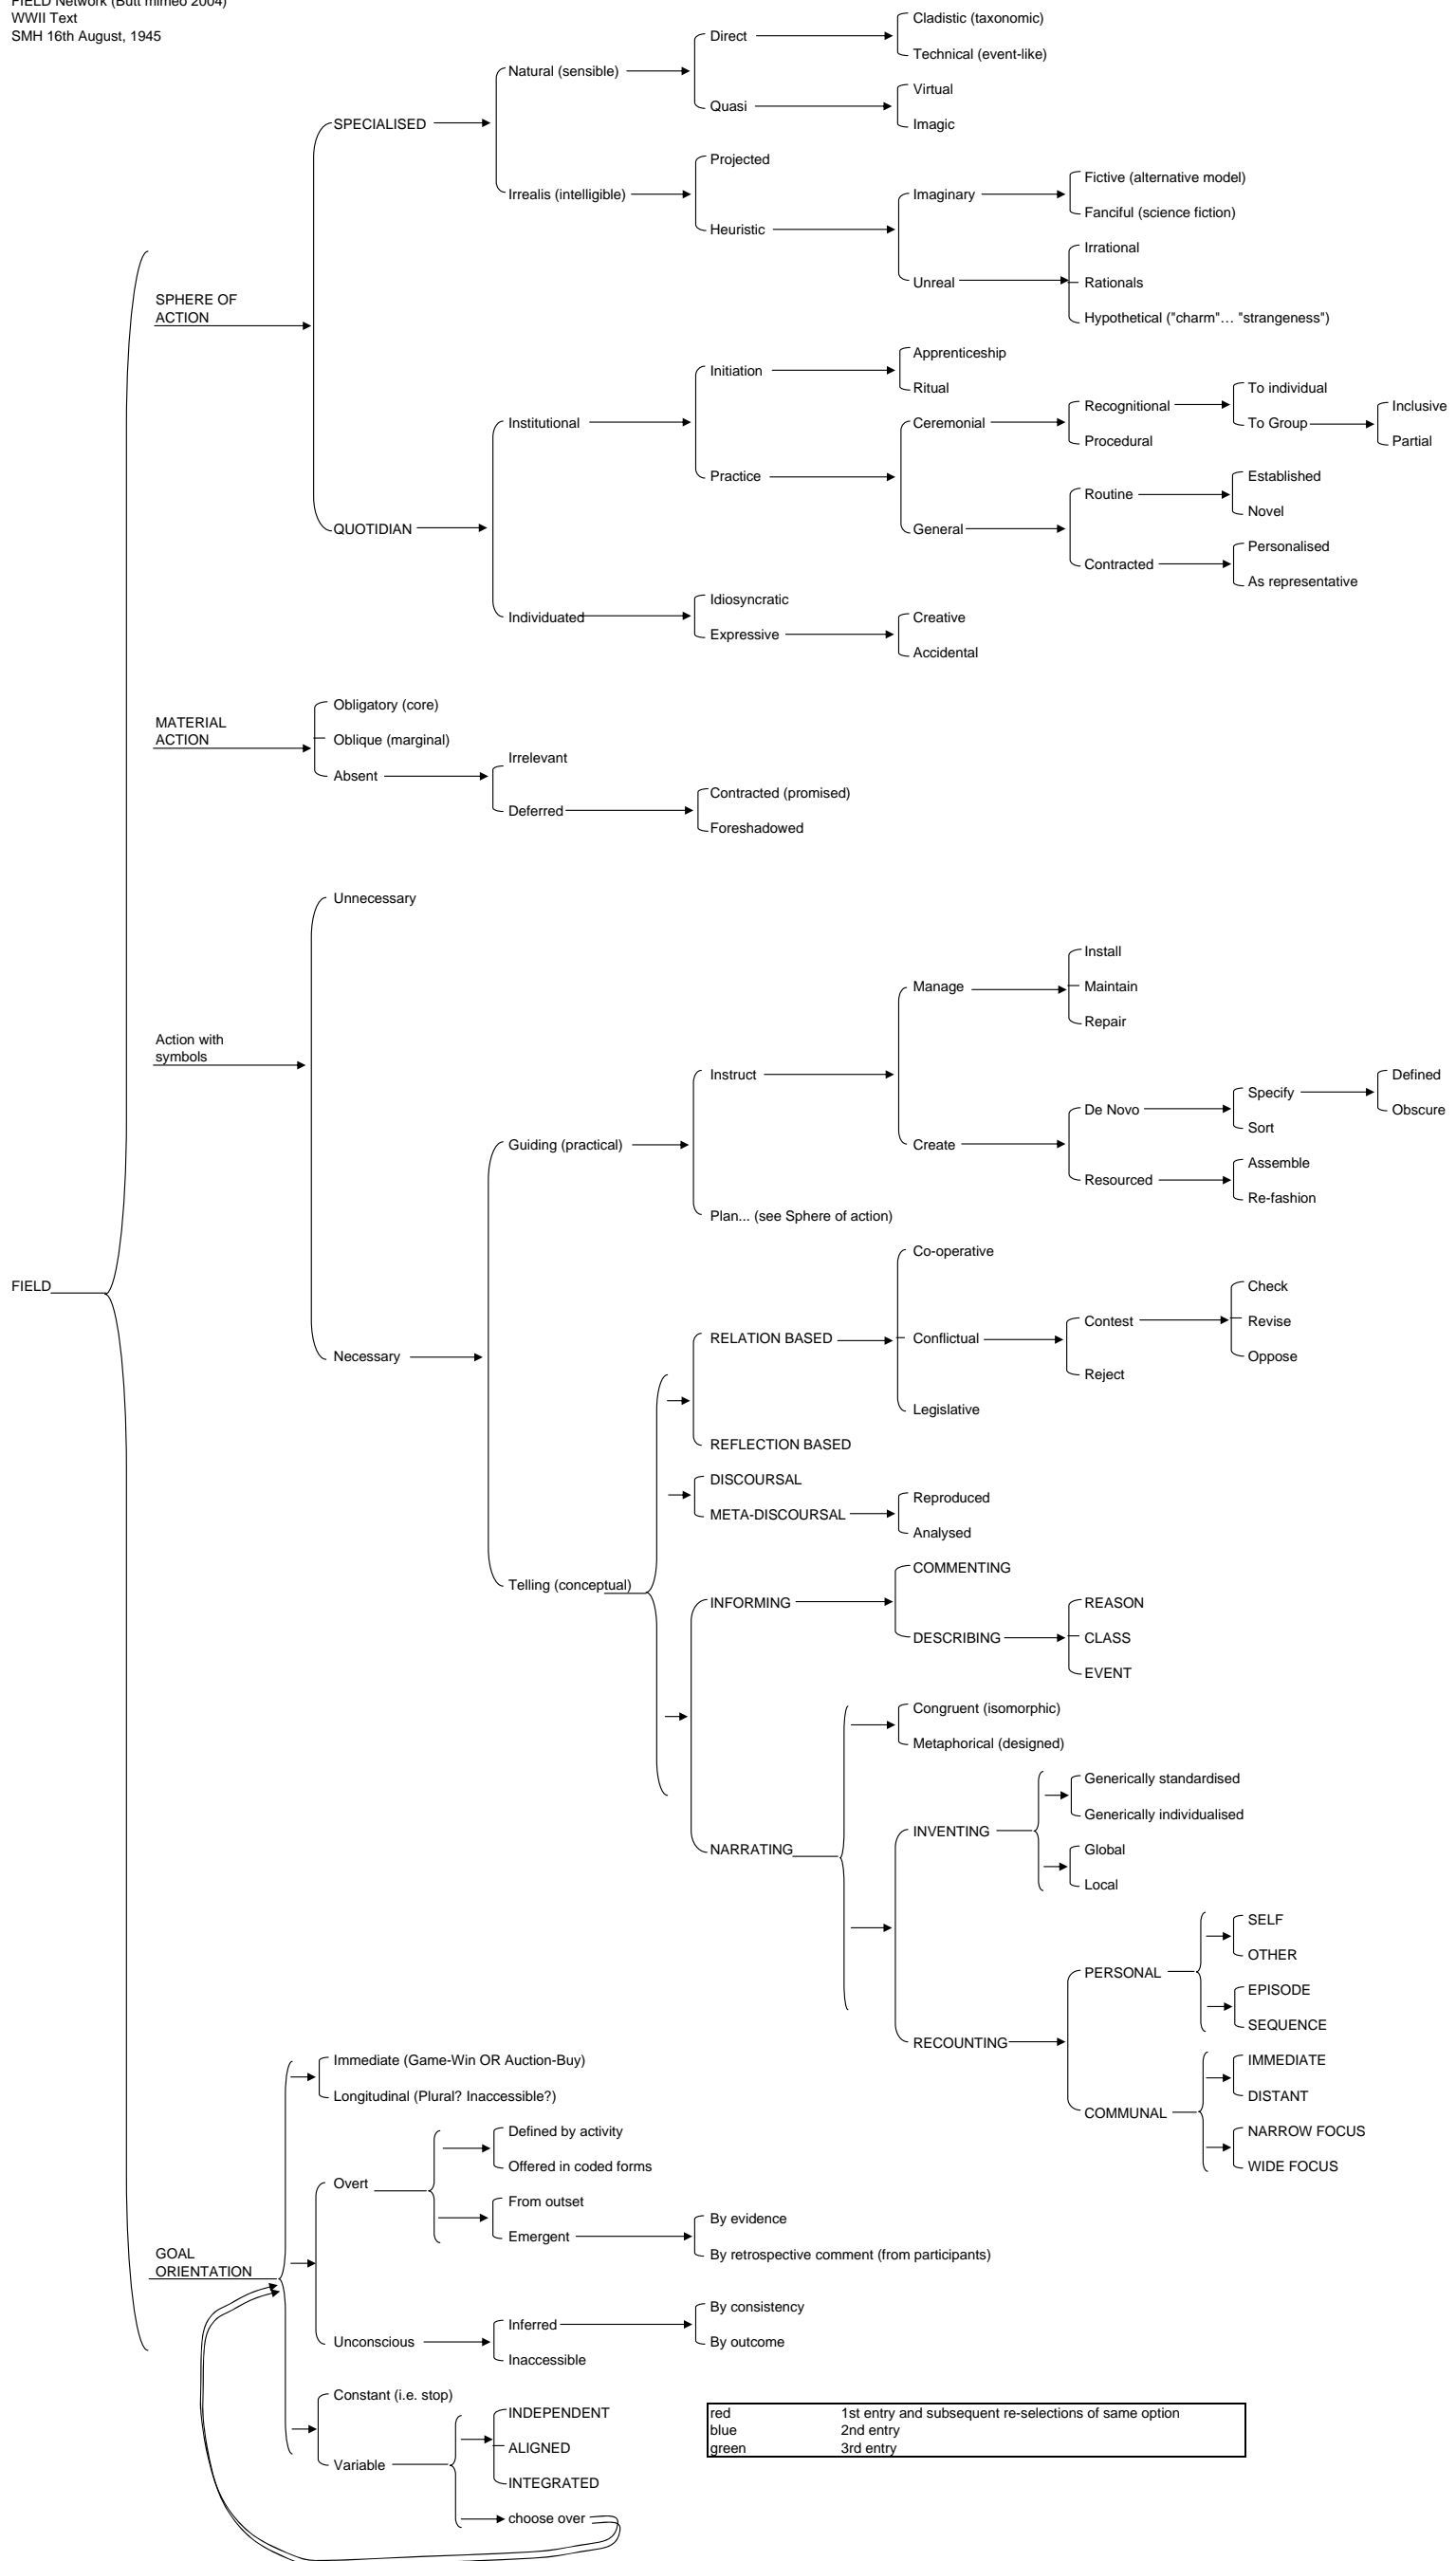 FIELD Network (Butt mimeo 2004)
WWII Text
SMH 16th August, 1945
Cladistic (taxonomic)
Direct
Technical (event-like)
Natural (sensible)
Virtual
Quasi
SPECIALISED
Imagic
Projected
Fictive (alternative model)
Irrealis (intelligible)
Imaginary
Fanciful (science fiction)
Heuristic
Irrational
Unreal
Rationals
SPHERE OF
ACTION
Hypothetical ("charm"… "strangeness")
Apprenticeship
Initiation
Ritual
To individual
Recognitional
Inclusive
Institutional
Ceremonial
To Group
Procedural
Partial
Practice
Established
Routine
Novel
QUOTIDIAN
General
Personalised
Contracted
As representative
Idiosyncratic
Individuated
Creative
Expressive
Accidental
Obligatory (core)
MATERIAL
ACTION
Oblique (marginal)
Irrelevant
Absent
Contracted (promised)
Deferred
Foreshadowed
Unnecessary
Install
Manage
Maintain
Repair
Action with
symbols
Instruct
Defined
Specify
De Novo
Obscure
Sort
Guiding (practical)
Create
Assemble
Resourced
Re-fashion
Plan... (see Sphere of action)
Co-operative
FIELD
Check
Contest
Revise
RELATION BASED
Conflictual
Necessary
Oppose
Reject
Legislative
REFLECTION BASED
DISCOURSAL
Reproduced
META-DISCOURSAL
Analysed
COMMENTING
Telling (conceptual)
INFORMING
REASON
DESCRIBING
CLASS
EVENT
Congruent (isomorphic)
Metaphorical (designed)
Generically standardised
Generically individualised
INVENTING
NARRATING
Global
Local
SELF
OTHER
PERSONAL
EPISODE
SEQUENCE
RECOUNTING
Immediate (Game-Win OR Auction-Buy)
IMMEDIATE
Longitudinal (Plural? Inaccessible?)
DISTANT
COMMUNAL
Defined by activity
NARROW FOCUS
Offered in coded forms
WIDE FOCUS
Overt
From outset
By evidence
Emergent
By retrospective comment (from participants)
GOAL
ORIENTATION
By consistency
Inferred
Unconscious
By outcome
Inaccessible
Constant (i.e. stop)
INDEPENDENT
red 1st entry and subsequent re-selections of same option
blue 2nd entry
green 3rd entry
ALIGNED
Variable
INTEGRATED
choose over